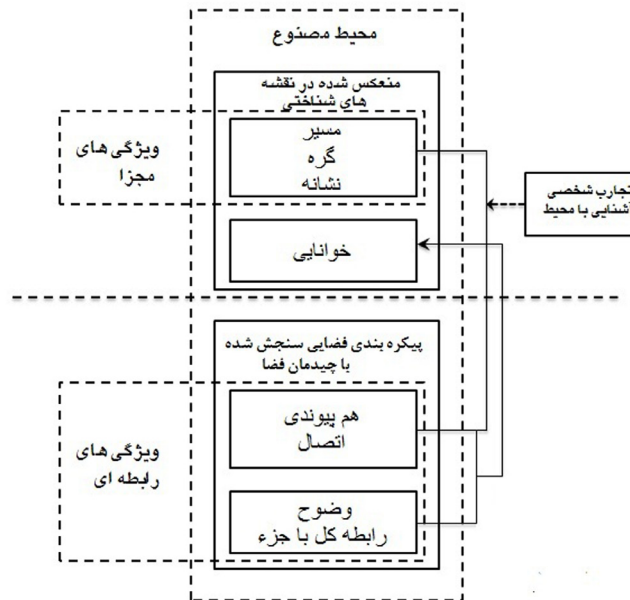 محیط مصنوع
منعکس شده در نقشه
های شناختی
ویژگی های
مجزا
مسیر
گره
نشانه
تجارب شخصی
آشنایی با محیط
خوانایی
پیکره بندی فضایی سنجش شده
با چیدمان فضا
ویژگی های
رابطه ای
هم پیوندی
اتصال
وضوح
رابطه کل با جزء